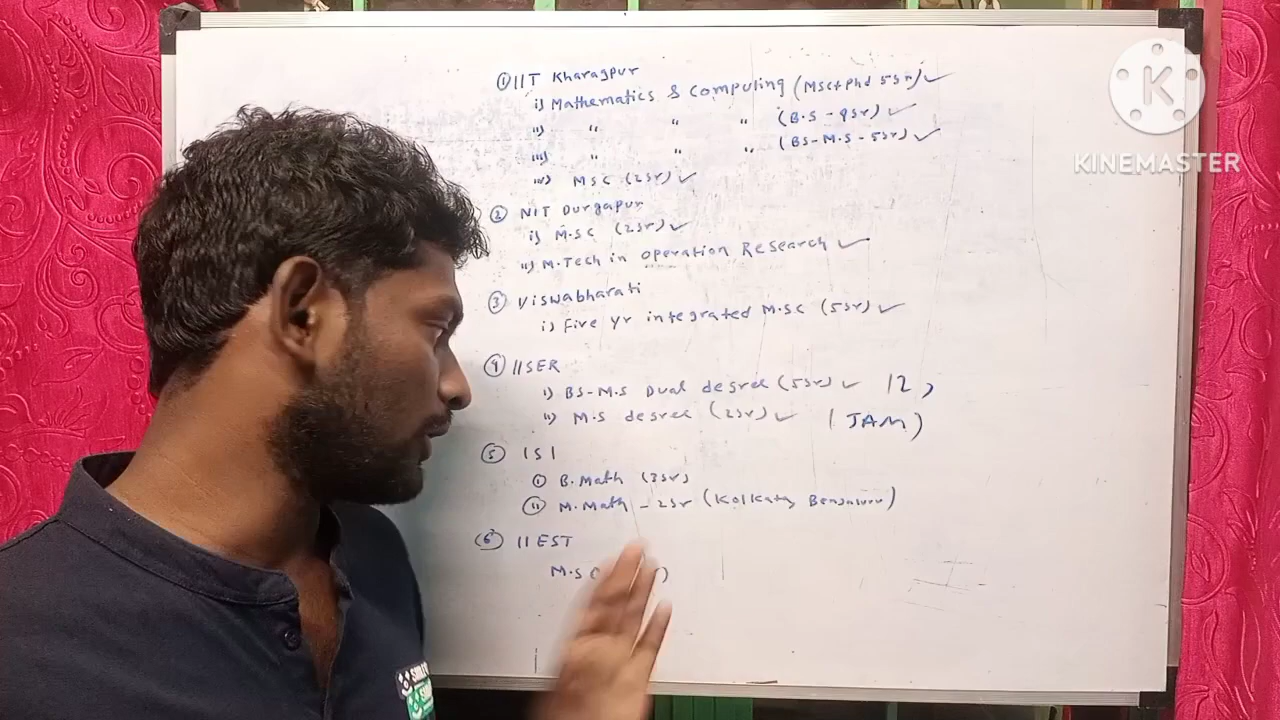 ① IIT Kharagpur
i) Mathematics & Computing (MSc+Phd 5yr) ✓
ii) " " " (B.S - 4yr) ✓
iii) " " " (BS-M.S - 5yr) ✓
iv) MSc (2yr) ✓
② NIT Durgapur
i) M.Sc (2yr) ✓
ii) M.Tech in Operation Research ✓
③ Viswabharati
i) Five yr integrated M.Sc (5yr) ✓
④ IISER
i) BS-M.S Dual degree (5yr) ✓ 12,
ii) M.S degree (2yr) ✓ (JAM)
⑤ ISI
① B.Math (3yr)
ii) M.Math - 2yr (Kolkata, Bengaluru)
⑥ IIEST
M.S
K
KINEMASTER